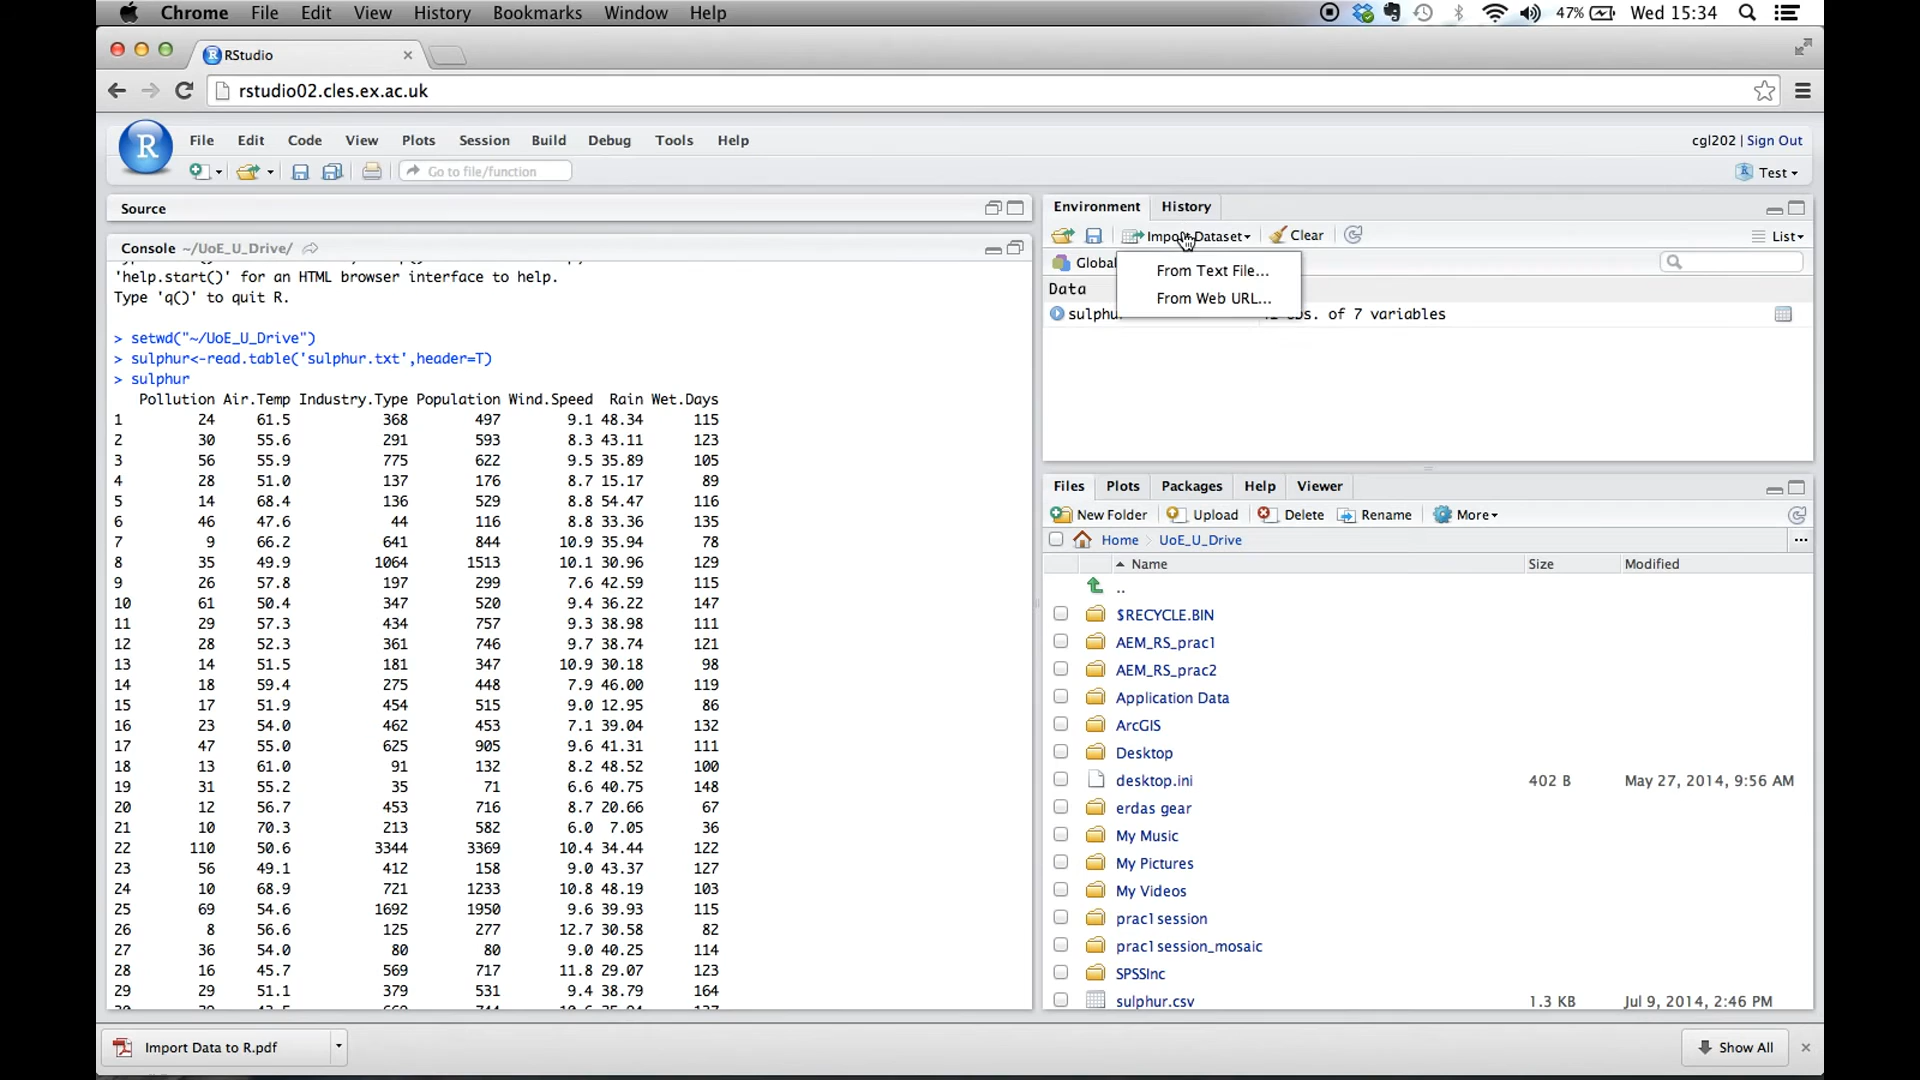 Chrome File Edit View History Bookmarks Window Help 47% Wed 15:34
RStudio
rstudio02.cles.ex.ac.uk
R File Edit Code View Plots Session Build Debug Tools Help cgl202 | Sign Out
Go to file/function Test
Source
Console ~/UoE_U_Drive/
'help.start()' for an HTML browser interface to help.
Type 'q()' to quit R.
> setwd("~/UoE_U_Drive")
> sulphur<-read.table('sulphur.txt',header=T)
> sulphur
Pollution Air.Temp Industry.Type Population Wind.Speed Rain Wet.Days
1 24 61.5 368 497 9.1 48.34 115
2 30 55.6 291 593 8.3 43.11 123
3 56 55.9 775 622 9.5 35.89 105
4 28 51.0 137 176 8.7 15.17 89
5 14 68.4 136 529 8.8 54.47 116
6 46 47.6 44 116 8.8 33.36 135
7 9 66.2 641 844 10.9 35.94 78
8 35 49.9 1064 1513 10.1 30.96 129
9 26 57.8 197 299 7.6 42.59 115
10 61 50.4 347 520 9.4 36.22 147
11 29 57.3 434 757 9.3 38.98 111
12 28 52.3 361 746 9.7 38.74 121
13 14 51.5 181 347 10.9 30.18 98
14 18 59.4 275 448 7.9 46.00 119
15 17 51.9 454 515 9.0 12.95 86
16 23 54.0 462 453 7.1 39.04 132
17 47 55.0 625 905 9.6 41.31 111
18 13 61.0 91 132 8.2 48.52 100
19 31 55.2 35 71 6.6 40.75 148
20 12 56.7 453 716 8.7 20.66 67
21 10 70.3 213 582 6.0 7.05 36
22 110 50.6 3344 3369 10.4 34.44 122
23 56 49.1 412 158 9.0 43.37 127
24 10 68.9 721 1233 10.8 48.19 103
25 69 54.6 1692 1950 9.6 39.93 115
26 8 56.6 125 277 12.7 30.58 82
27 36 54.0 80 80 9.0 40.25 114
28 16 45.7 569 717 11.8 29.07 123
29 29 51.1 379 531 9.4 38.79 164
Environment History
Import Dataset Clear List
Global
From Text File...
From Web URL...
Data
sulphur obs. of 7 variables
Files Plots Packages Help Viewer
New Folder Upload Delete Rename More
Home UoE_U_Drive ...
Name Size Modified
..
$RECYCLE.BIN
AEM_RS_prac1
AEM_RS_prac2
Application Data
ArcGIS
Desktop
desktop.ini 402 B May 27, 2014, 9:56 AM
erdas gear
My Music
My Pictures
My Videos
prac1session
prac1session_mosaic
SPSSInc
sulphur.csv 1.3 KB Jul 9, 2014, 2:46 PM
Import Data to R.pdf Show All